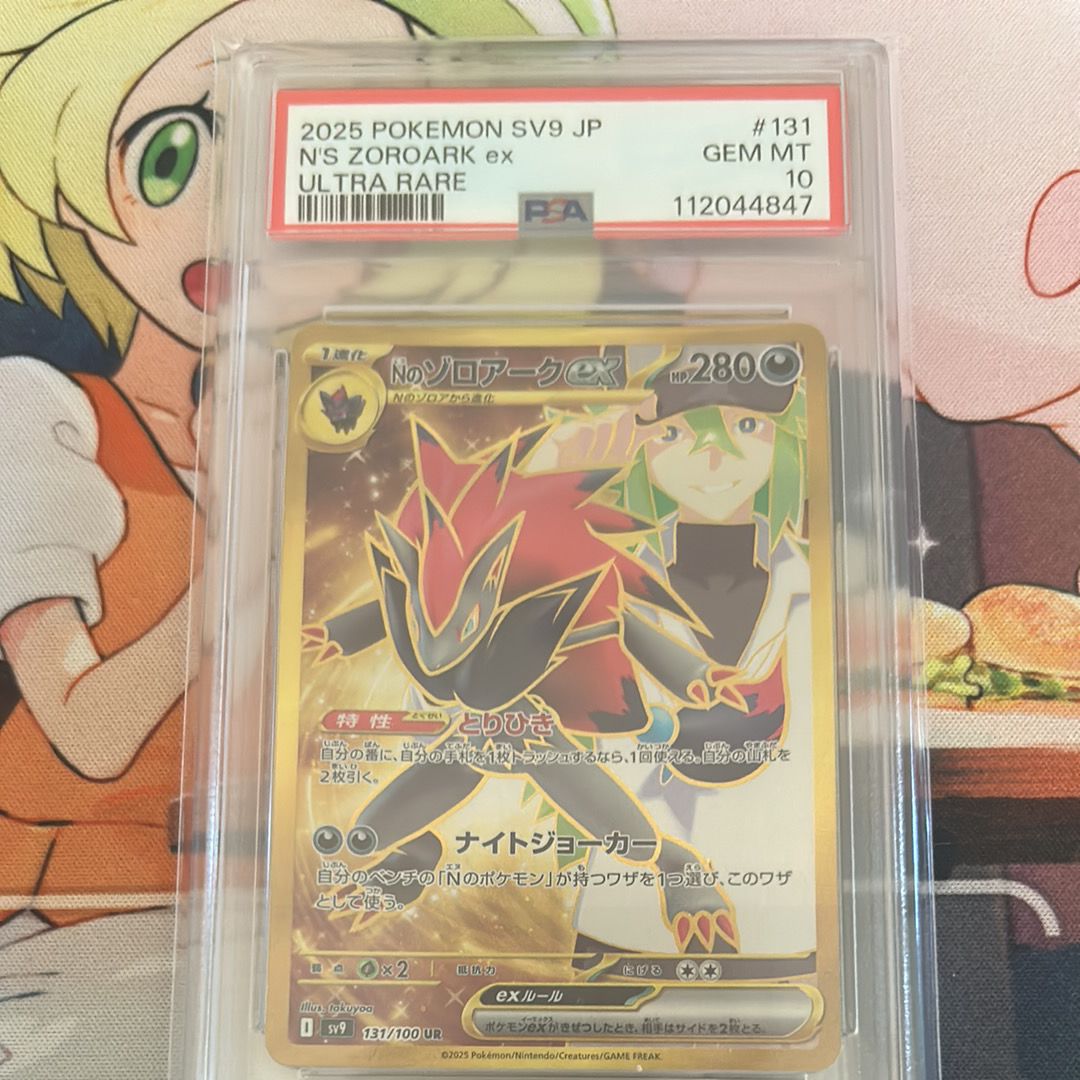 2025 POKEMON SV9 JP
#131
N'S ZOROARK ex
GEM MT
ULTRA RARE
10
PSA
112044847
1進化
Nのゾロアークex
HP280
Nのゾロアから進化
特性
とりひき
自分の番に、自分の手札を1枚トラッシュするなら、1回使える。自分の山札を
2枚引く。
ナイトジョーカー
自分のベンチの「Nのポケモン」が持つワザを1つ選び、このワザ
として使う。
弱点
×2
抵抗力
にげる
exルール
ポケモンexがきぜつしたとき、相手はサイドを2枚とる。
Illus. takuyoa
I
sv9
131/100 UR
©2025 Pokémon/Nintendo/Creatures/GAME FREAK.